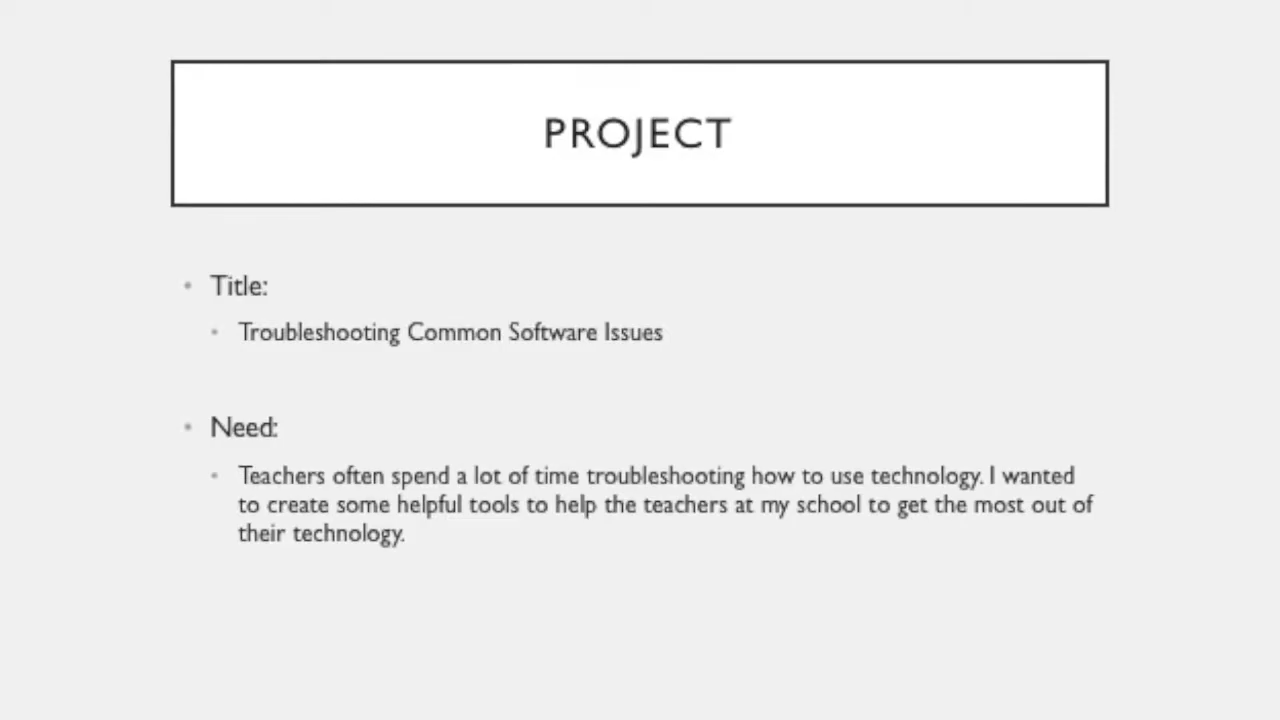 PROJECT
Title:
Troubleshooting Common Software Issues
Need:
Teachers often spend a lot of time troubleshooting how to use technology. I wanted
to create some helpful tools to help the teachers at my school to get the most out of
their technology.